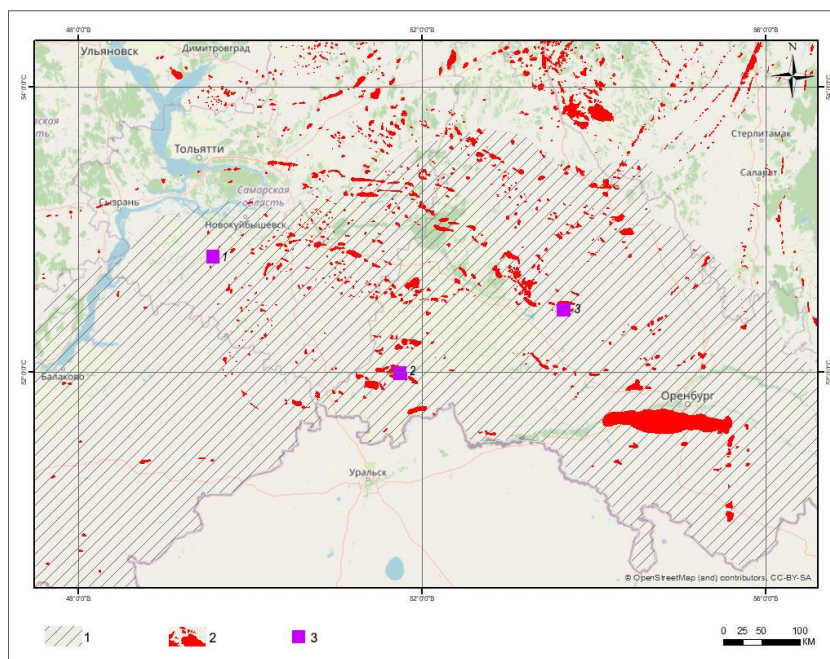 48°0'0"В 52°0'0"В 56°0'0"В
N
Ульяновск
Димитровград
54°0'0"С 54°0'0"С
Стерлитамак
Тольятти
Салават
Самарская
область
Сызрань
Новокуйбышевск
1
3
2
52°0'0"С 52°0'0"С
Балаково
Оренбург
Уральск
© OpenStreetMap (and) contributors, CC-BY-SA
48°0'0"В 52°0'0"В 56°0'0"В
1 2 3
0 25 50 100
КМ